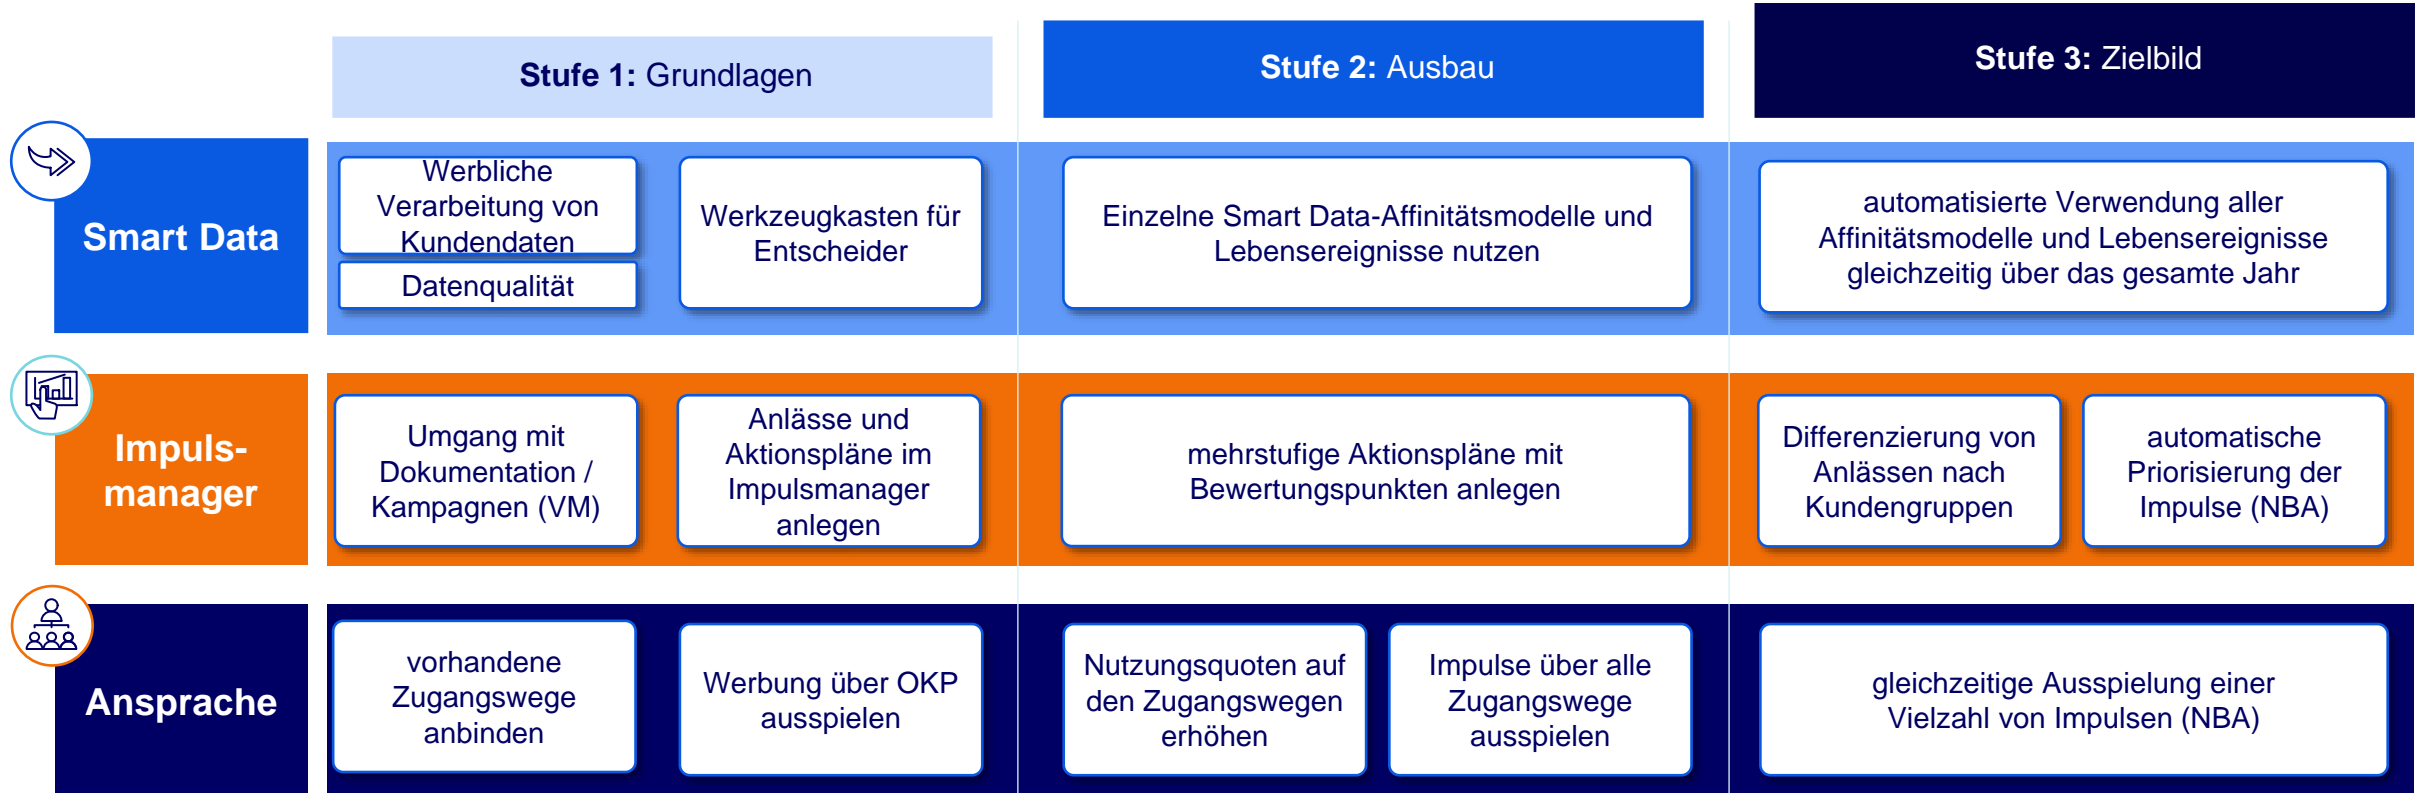 Stufe 1: Grundlagen
Stufe 2: Ausbau
Stufe 3: Zielbild
Smart Data
Werbliche
Verarbeitung von
Kundendaten
Datenqualität
Werkzeugkasten für
Entscheider
Einzelne Smart Data-Affinitätsmodelle und
Lebensereignisse nutzen
automatisierte Verwendung aller
Affinitätsmodelle und Lebensereignisse
gleichzeitig über das gesamte Jahr
Impuls-
manager
Umgang mit
Dokumentation /
Kampagnen (VM)
Anlässe und
Aktionspläne im
Impulsmanager
anlegen
mehrstufige Aktionspläne mit
Bewertungspunkten anlegen
Differenzierung von
Anlässen nach
Kundengruppen
automatische
Priorisierung der
Impulse (NBA)
Ansprache
vorhandene
Zugangswege
anbinden
Werbung über OKP
ausspielen
Nutzungsquoten auf
den Zugangswegen
erhöhen
Impulse über alle
Zugangswege
ausspielen
gleichzeitige Ausspielung einer
Vielzahl von Impulsen (NBA)